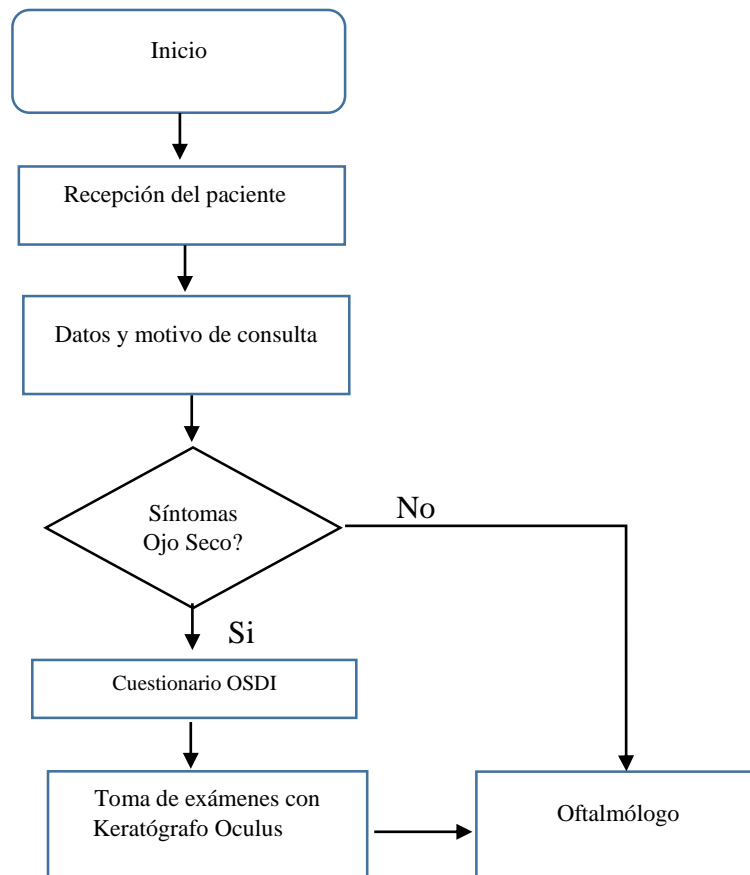 Inicio
Recepción del paciente
Datos y motivo de consulta
Síntomas
Ojo Seco?
No
Si
Cuestionario OSDI
Toma de exámenes con
Keratógrafo Oculus
Oftalmólogo